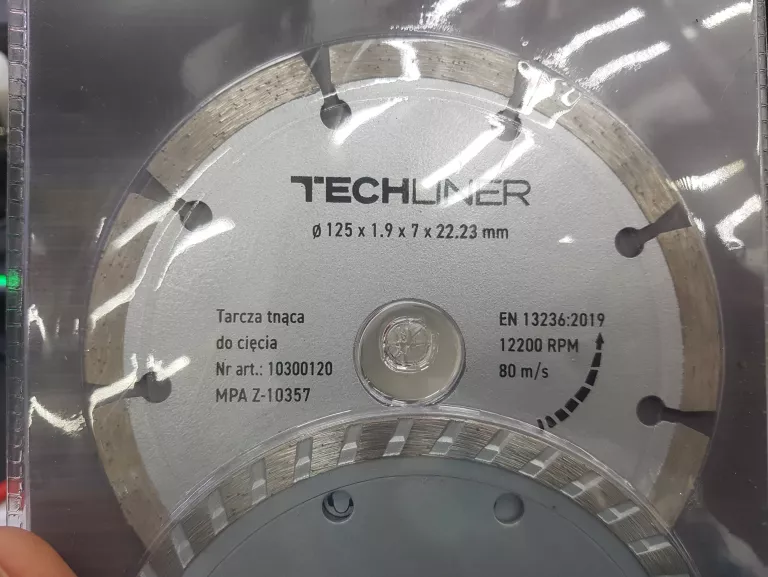 TECHLINER
ø 125 x 1.9 x 7 x 22.23 mm
Tarcza tnąca
do cięcia
Nr art.: 10300120
MPA Z-10357
EN 13236:2019
12200 RPM
80 m/s